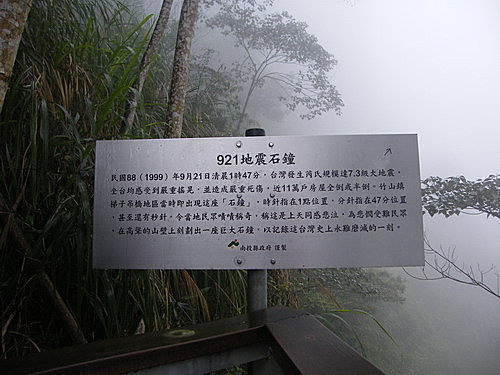 921地震石鐘
民國88（1999）年9月21日清晨1時47分，台灣發生芮氏規模達7.3級大地震，
全台均感受到嚴重搖晃，並造成嚴重死傷，近11萬戶房屋全倒或半倒。竹山鎮
梯子吊橋地區當時即出現這座「石鐘」，時針指在1點位置，分針指在47分位置
甚至還有秒針，令當地民眾嘖嘖稱奇，稱這是上天同感悲泣，為悲憫受難民眾
，在高聳的山壁上刻劃出一座巨大石鐘，以記錄這台灣史上永難磨滅的一刻。
南投縣政府 謹製